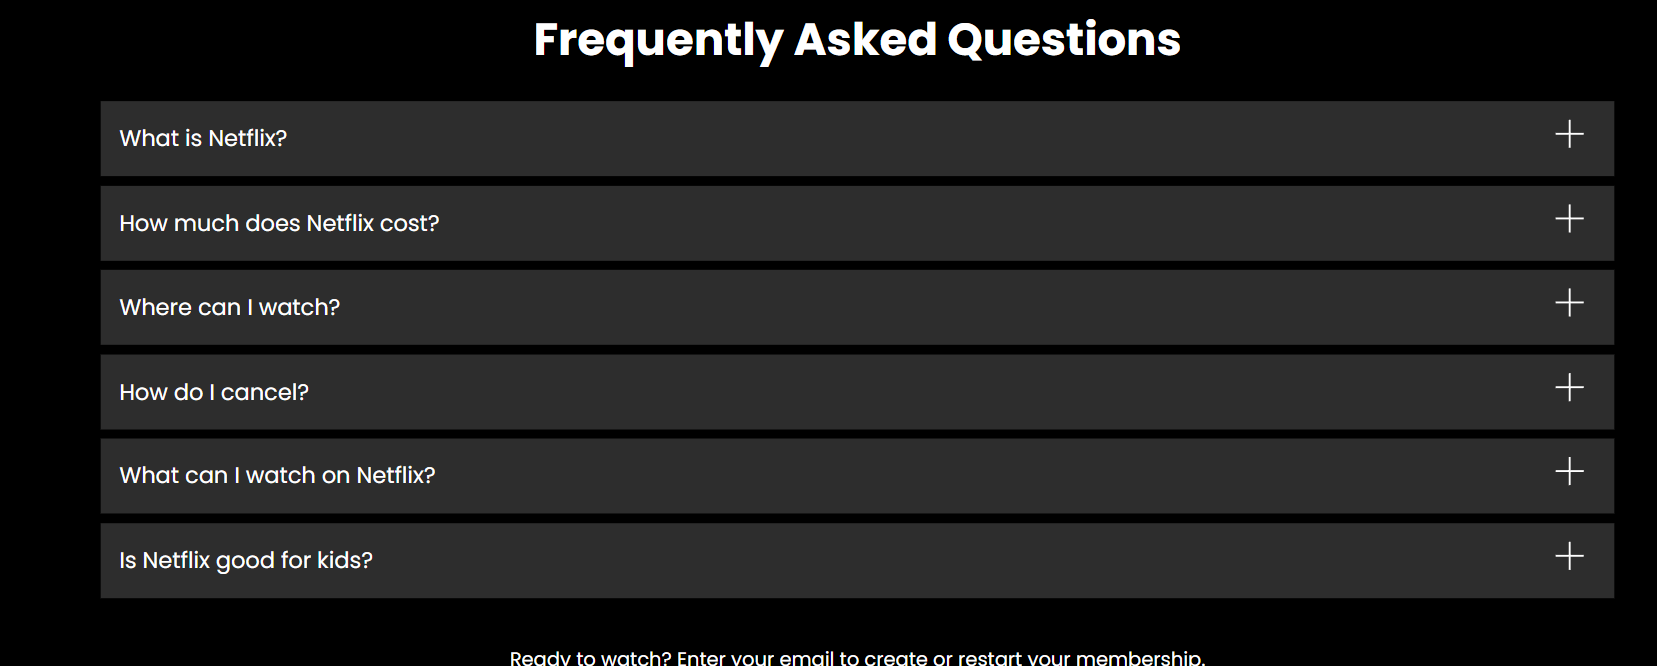 Frequently Asked Questions
What is Netflix?
How much does Netflix cost?
Where can I watch?
How do I cancel?
What can I watch on Netflix?
Is Netflix good for kids?
Ready to watch? Enter your email to create or restart your membership.